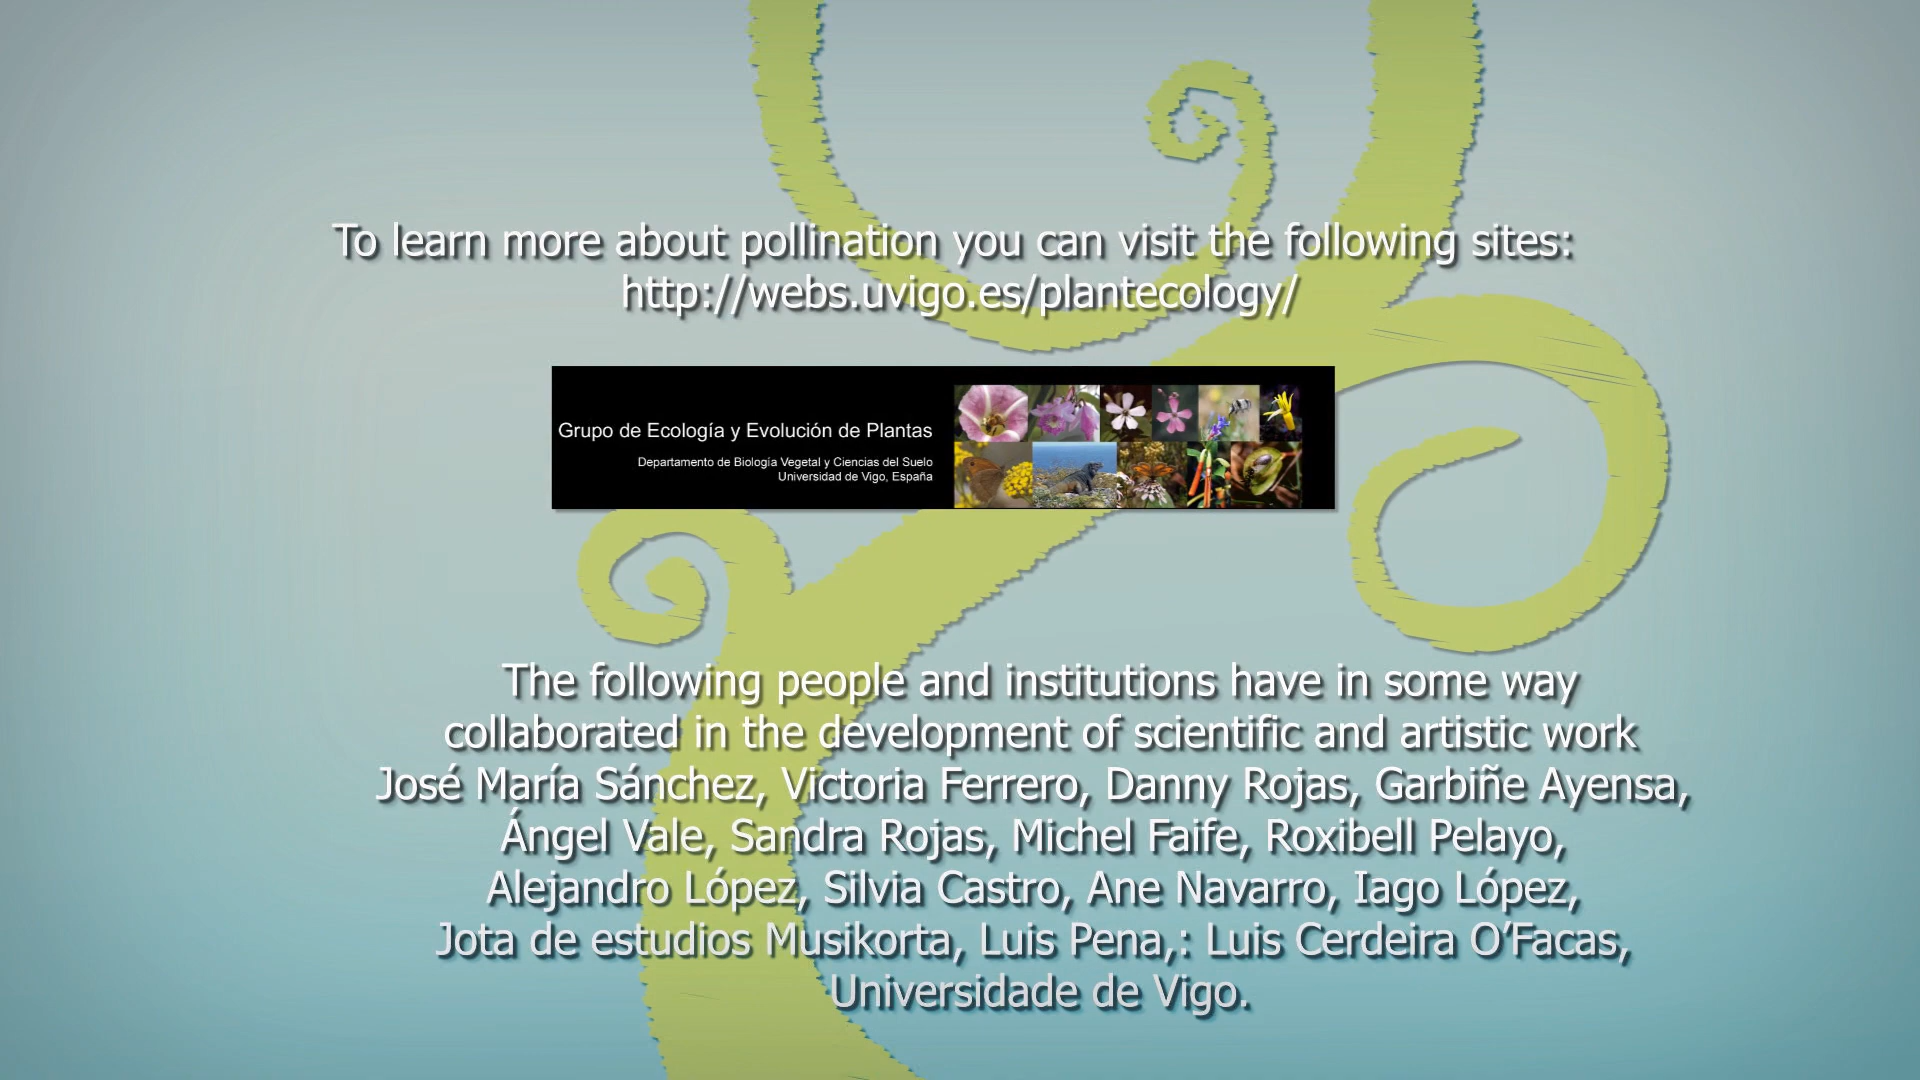 To learn more about pollination you can visit the following sites:
http://webs.uvigo.es/plantecology/
Grupo de Ecología y Evolución de Plantas
Departamento de Biología Vegetal y Ciencias del Suelo
Universidad de Vigo, España
The following people and institutions have in some way
collaborated in the development of scientific and artistic work
José María Sánchez, Victoria Ferrero, Danny Rojas, Garbiñe Ayensa,
Ángel Vale, Sandra Rojas, Michel Faife, Roxibell Pelayo,
Alejandro López, Silvia Castro, Ane Navarro, Iago López,
Jota de estudios Musikorta, Luis Pena,: Luis Cerdeira O’Facas,
Universidade de Vigo.